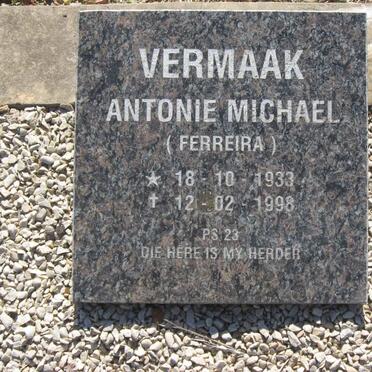 VERMAAK
ANTONIE MICHAEL
( FERREIRA )
★ 18 - 10 - 1933
† 12 - 02 - 1998
PS 23
DIE HERE IS MY HERDER